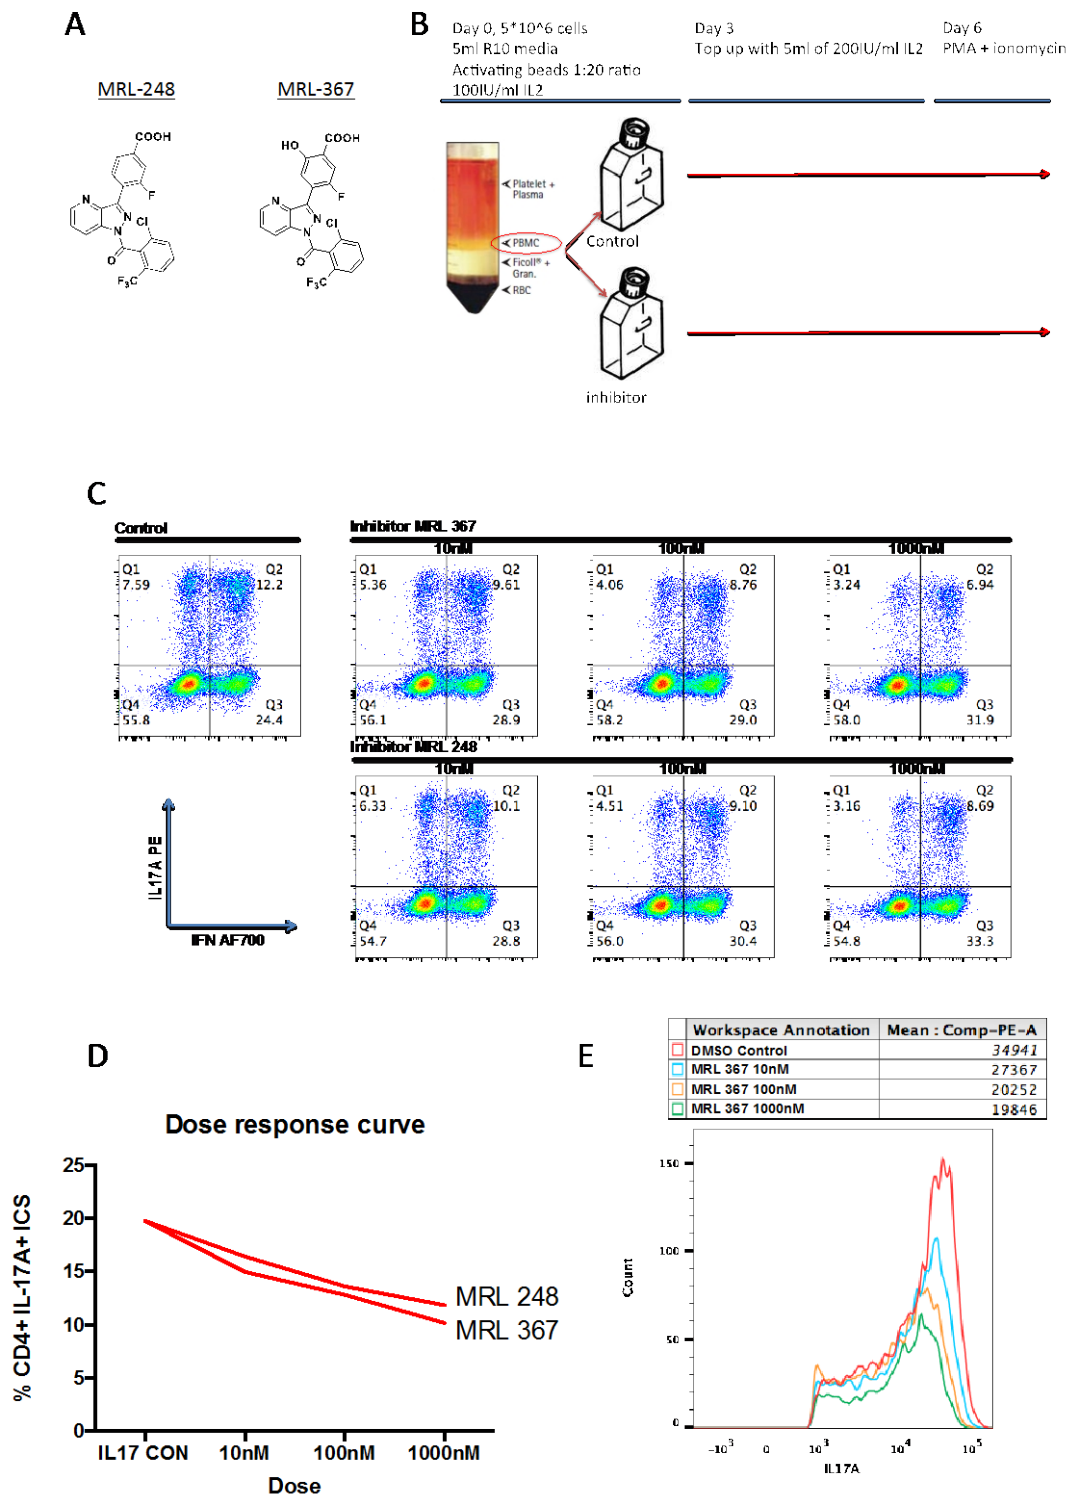 A
B
MRL-248
MRL-367
COOH
F
N
N
N
Cl
O
F₃C
HO
COOH
F
N
N
N
Cl
O
F₃C
Day 0, 5*10^6 cells
5ml R10 media
Activating beads 1:20 ratio
100IU/ml IL2
Day 3
Top up with 5ml of 200IU/ml IL2
Day 6
PMA + ionomycin
Platelet +
Plasma
PBMC
Ficoll® +
Gran.
RBC
Control
inhibitor
C
Control
Q1
7.59
Q2
12.2
Q4
55.8
Q3
24.4
Inhibitor MRL 367
10nM
100nM
1000nM
Q1
5.36
Q2
9.61
Q4
56.1
Q3
28.9
Q1
4.06
Q2
8.76
Q4
58.2
Q3
29.0
Q1
3.24
Q2
6.94
Q4
58.0
Q3
31.9
Inhibitor MRL 248
10nM
100nM
1000nM
Q1
6.33
Q2
10.1
Q4
54.7
Q3
28.8
Q1
4.51
Q2
9.10
Q4
56.0
Q3
30.4
Q1
3.16
Q2
8.69
Q4
54.8
Q3
33.3
IL17A PE
IFN AF700
D
Dose response curve
% CD4+ IL-17A+ ICS
25
20
15
10
5
0
MRL 248
MRL 367
IL17 CON 10nM 100nM 1000nM
Dose
E
Workspace Annotation Mean : Comp-PE-A
DMSO Control 34941
MRL 367 10nM 27367
MRL 367 100nM 20252
MRL 367 1000nM 19846
Count
150
100
50
0
-10³ 0 10³ 10⁴ 10⁵
IL17A